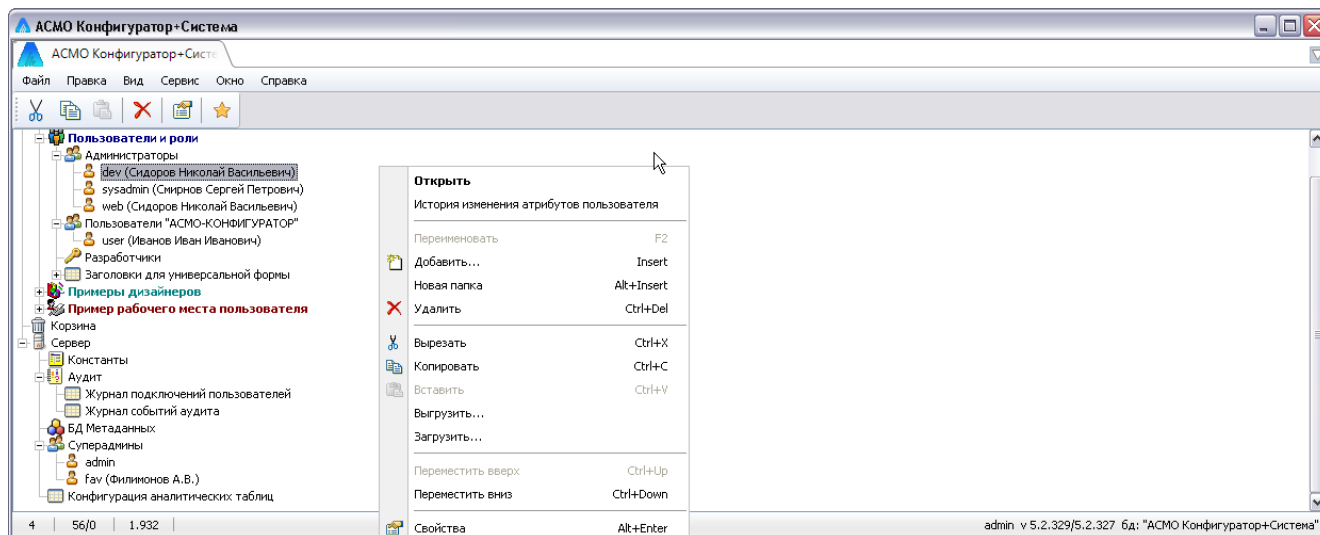 АСМО Конфигуратор+Система
АСМО Конфигуратор+Систе
Файл Правка Вид Сервис Окно Справка
Пользователи и роли
Администраторы
dev (Сидоров Николай Васильевич)
sysadmin (Смирнов Сергей Петрович)
web (Сидоров Николай Васильевич)
Пользователи "АСМО-КОНФИГУРАТОР"
user (Иванов Иван Иванович)
Разработчики
Заголовки для универсальной формы
Примеры дизайнеров
Пример рабочего места пользователя
Корзина
Сервер
Константы
Аудит
Журнал подключений пользователей
Журнал событий аудита
БД Метаданных
Суперадмины
admin
fav (Филимонов А.В.)
Конфигурация аналитических таблиц
Открыть
История изменения атрибутов пользователя
Переименовать F2
Добавить... Insert
Новая папка Alt+Insert
Удалить Ctrl+Del
Вырезать Ctrl+X
Копировать Ctrl+C
Вставить Ctrl+V
Выгрузить...
Загрузить...
Переместить вверх Ctrl+Up
Переместить вниз Ctrl+Down
Свойства Alt+Enter
4 56/0 1.932 admin v 5.2.329/5.2.327 бд: "АСМО Конфигуратор+Система"